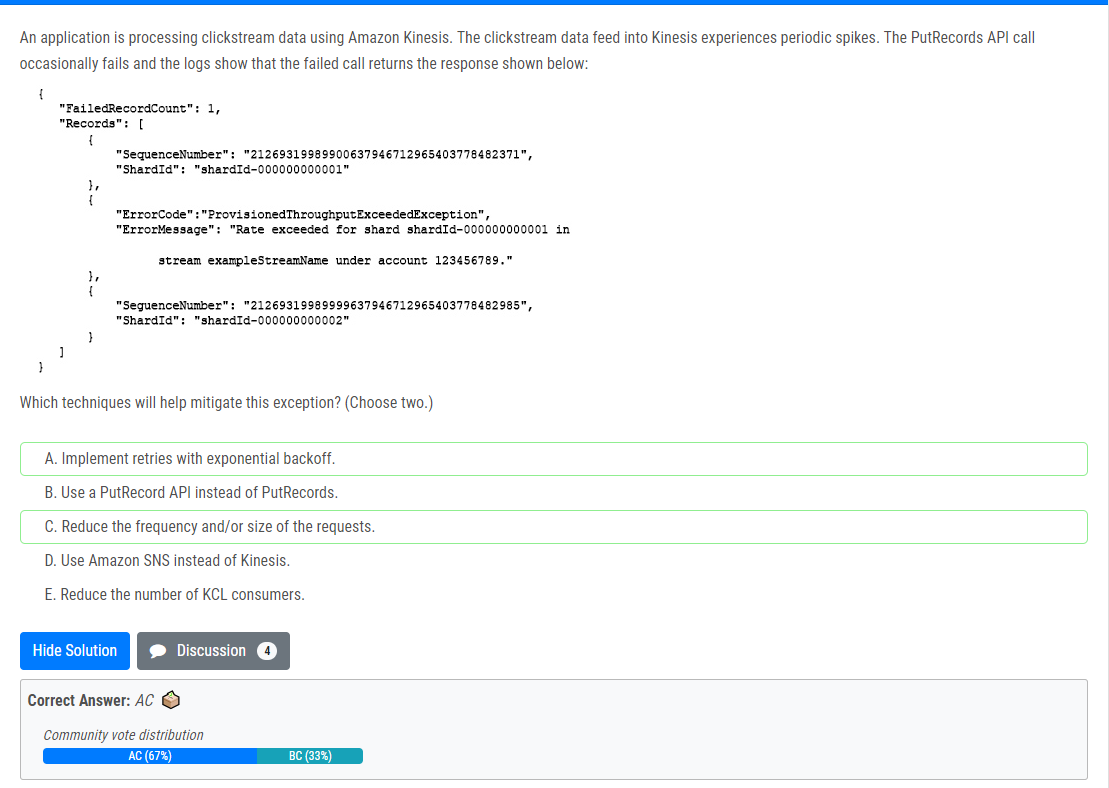 An application is processing clickstream data using Amazon Kinesis. The clickstream data feed into Kinesis experiences periodic spikes. The PutRecords API call
occasionally fails and the logs show that the failed call returns the response shown below:
{
"FailedRecordCount": 1,
"Records": [
{
"SequenceNumber": "21269319989900637946712965403778482371",
"ShardId": "shardId-000000000001"
},
{
"ErrorCode":"ProvisionedThroughputExceededException",
"ErrorMessage": "Rate exceeded for shard shardId-000000000001 in
stream exampleStreamName under account 123456789."
},
{
"SequenceNumber": "21269319989999637946712965403778482985",
"ShardId": "shardId-000000000002"
}
]
}
Which techniques will help mitigate this exception? (Choose two.)
A. Implement retries with exponential backoff.
B. Use a PutRecord API instead of PutRecords.
C. Reduce the frequency and/or size of the requests.
D. Use Amazon SNS instead of Kinesis.
E. Reduce the number of KCL consumers.
Hide Solution Discussion 4
Correct Answer: AC
Community vote distribution
AC (67%) BC (33%)